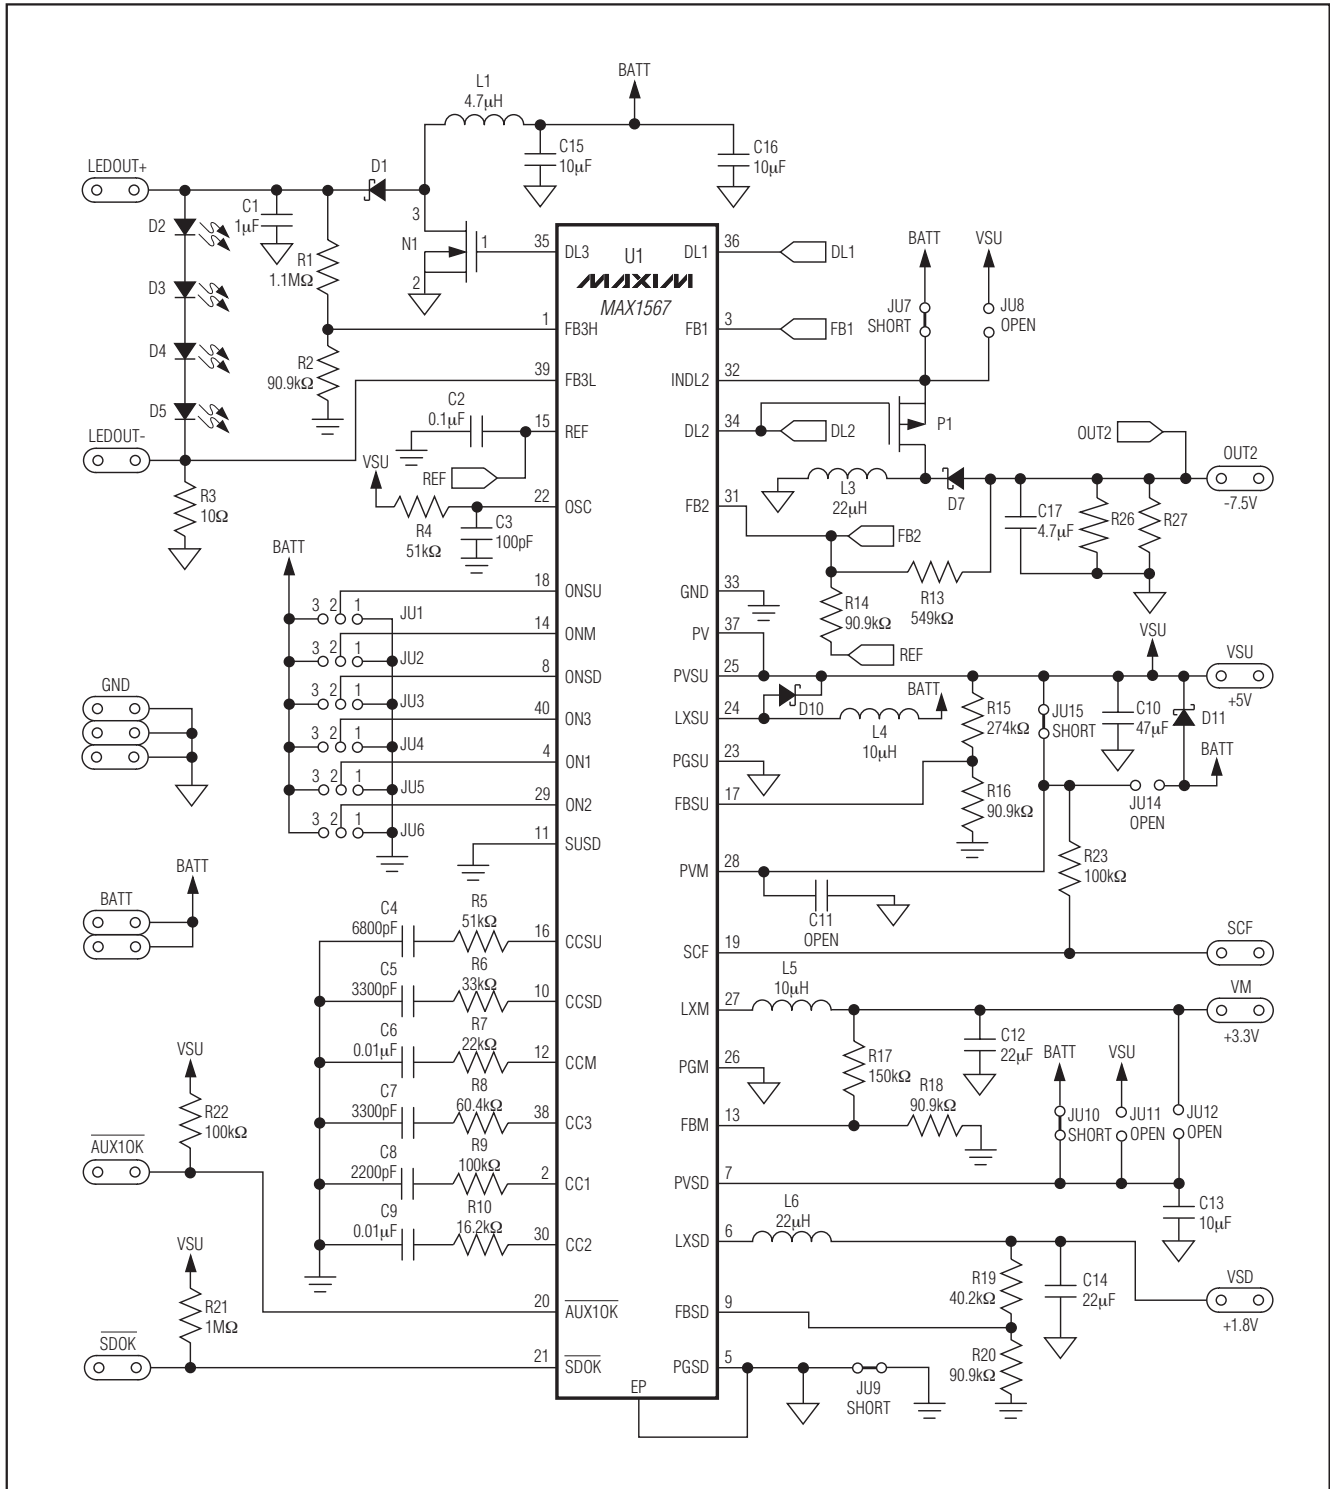 BATT
L1
4.7µH
C15
10µF
C16
10µF
LEDOUT+
D1
C1
1µF
D2
D3
D4
D5
R1
1.1MΩ
R2
90.9kΩ
3
N1
1
2
LEDOUT-
R3
10Ω
C2
0.1µF
REF
VSU
R4
51kΩ
C3
100pF
BATT
3 2 1
JU1
3 2 1
JU2
3 2 1
JU3
3 2 1
JU4
3 2 1
JU5
3 2 1
JU6
GND
BATT
BATT
C4
6800pF
R5
51kΩ
C5
3300pF
R6
33kΩ
C6
0.01µF
R7
22kΩ
C7
3300pF
R8
60.4kΩ
C8
2200pF
R9
100kΩ
C9
0.01µF
R10
16.2kΩ
VSU
R22
100kΩ
AUX1OK
VSU
R21
1MΩ
SDOK
U1
MAXIM
MAX1567
35 DL3
1 FB3H
39 FB3L
15 REF
22 OSC
18 ONSU
14 ONM
8 ONSD
40 ON3
4 ON1
29 ON2
11 SUSD
16 CCSU
10 CCSD
12 CCM
38 CC3
2 CC1
30 CC2
20 AUX1OK
21 SDOK
EP
DL1 36
FB1 3
INDL2 32
DL2 34
FB2 31
GND 33
PV 37
PVSU 25
LXSU 24
PGSU 23
FBSU 17
PVM 28
SCF 19
LXM 27
PGM 26
FBM 13
PVSD 7
LXSD 6
FBSD 9
PGSD 5
DL1
FB1
BATT
VSU
JU7
SHORT
JU8
OPEN
DL2
P1
OUT2
OUT2
-7.5V
L3
22µH
D7
C17
4.7µF
R26
R27
FB2
R13
549kΩ
R14
90.9kΩ
REF
VSU
VSU
+5V
D10
BATT
L4
10µH
R15
274kΩ
R16
90.9kΩ
JU15
SHORT
C10
47µF
D11
BATT
JU14
OPEN
R23
100kΩ
C11
OPEN
SCF
L5
10µH
VM
+3.3V
R17
150kΩ
C12
22µF
R18
90.9kΩ
BATT
VSU
JU10
SHORT
JU11
OPEN
JU12
OPEN
C13
10µF
L6
22µH
R19
40.2kΩ
C14
22µF
VSD
+1.8V
R20
90.9kΩ
JU9
SHORT